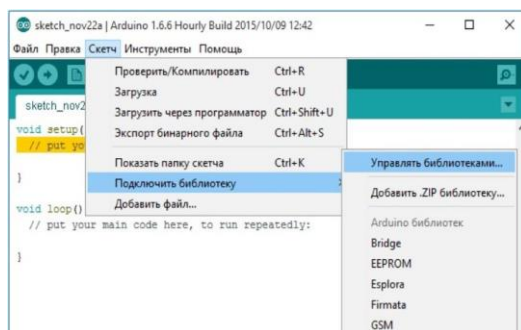 sketch_nov22a | Arduino 1.6.6 Hourly Build 2015/10/09 12:42
Файл Правка Скетч Инструменты Помощь
Проверить/Компилировать Ctrl+R
Загрузка Ctrl+U
Загрузить через программатор Ctrl+Shift+U
Экспорт бинарного файла Ctrl+Alt+S
Показать папку скетча Ctrl+K
Подключить библиотеку
Добавить файл...
sketch_nov2
void setup(
// put yo
}
void loop()
// put your main code here, to run repeatedly:
}
Управлять библиотеками...
Добавить .ZIP библиотеку...
Arduino библиотек
Bridge
EEPROM
Esplora
Firmata
GSM